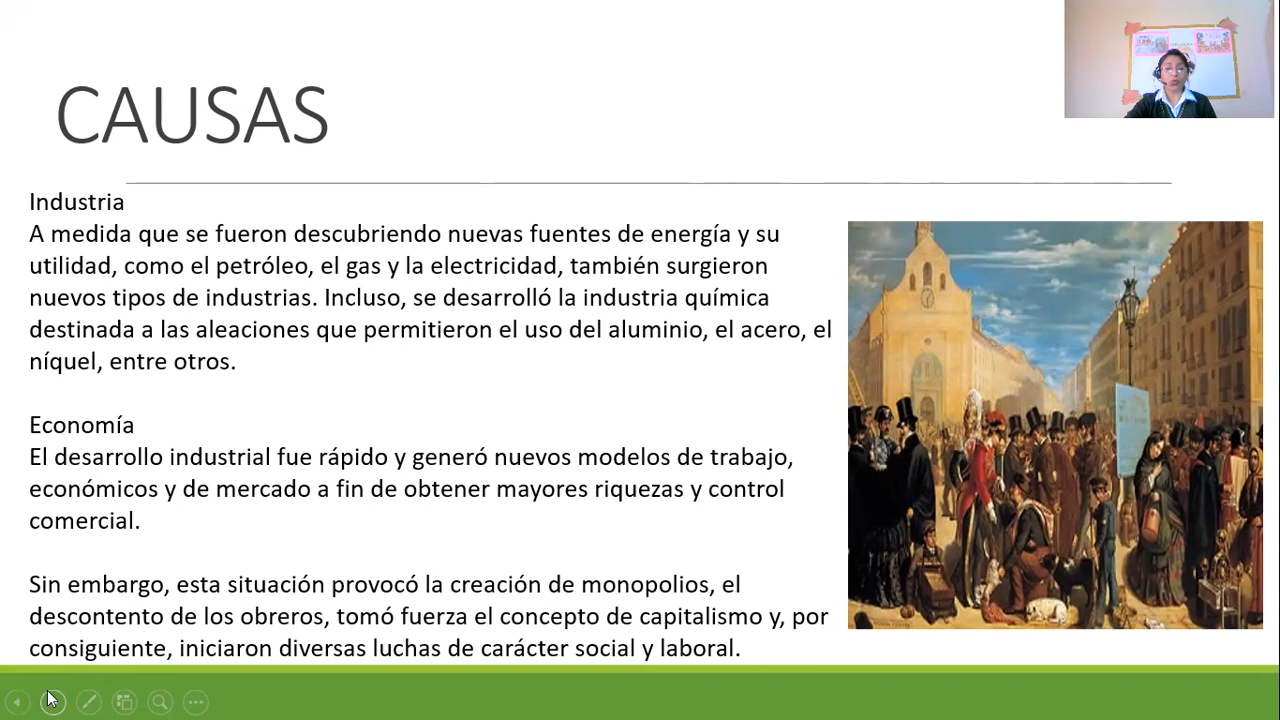 CAUSAS
Industria
A medida que se fueron descubriendo nuevas fuentes de energía y su
utilidad, como el petróleo, el gas y la electricidad, también surgieron
nuevos tipos de industrias. Incluso, se desarrolló la industria química
destinada a las aleaciones que permitieron el uso del aluminio, el acero, el
níquel, entre otros.
Economía
El desarrollo industrial fue rápido y generó nuevos modelos de trabajo,
económicos y de mercado a fin de obtener mayores riquezas y control
comercial.
Sin embargo, esta situación provocó la creación de monopolios, el
descontento de los obreros, tomó fuerza el concepto de capitalismo y, por
consiguiente, iniciaron diversas luchas de carácter social y laboral.